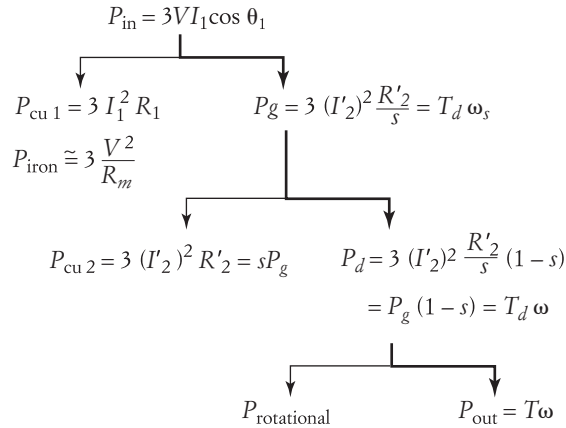 P_in = 3VI_1 cos θ_1
P_cu 1 = 3 I_1^2 R_1
Pg = 3 (I'_2)^2 R'_2/s = T_d ω_s
P_iron ≅ 3 V^2/R_m
P_cu 2 = 3 (I'_2)^2 R'_2 = sP_g
P_d = 3 (I'_2)2 R'_2/s (1 – s)
= P_g (1 – s) = T_d ω
P_rotational
P_out = Tω